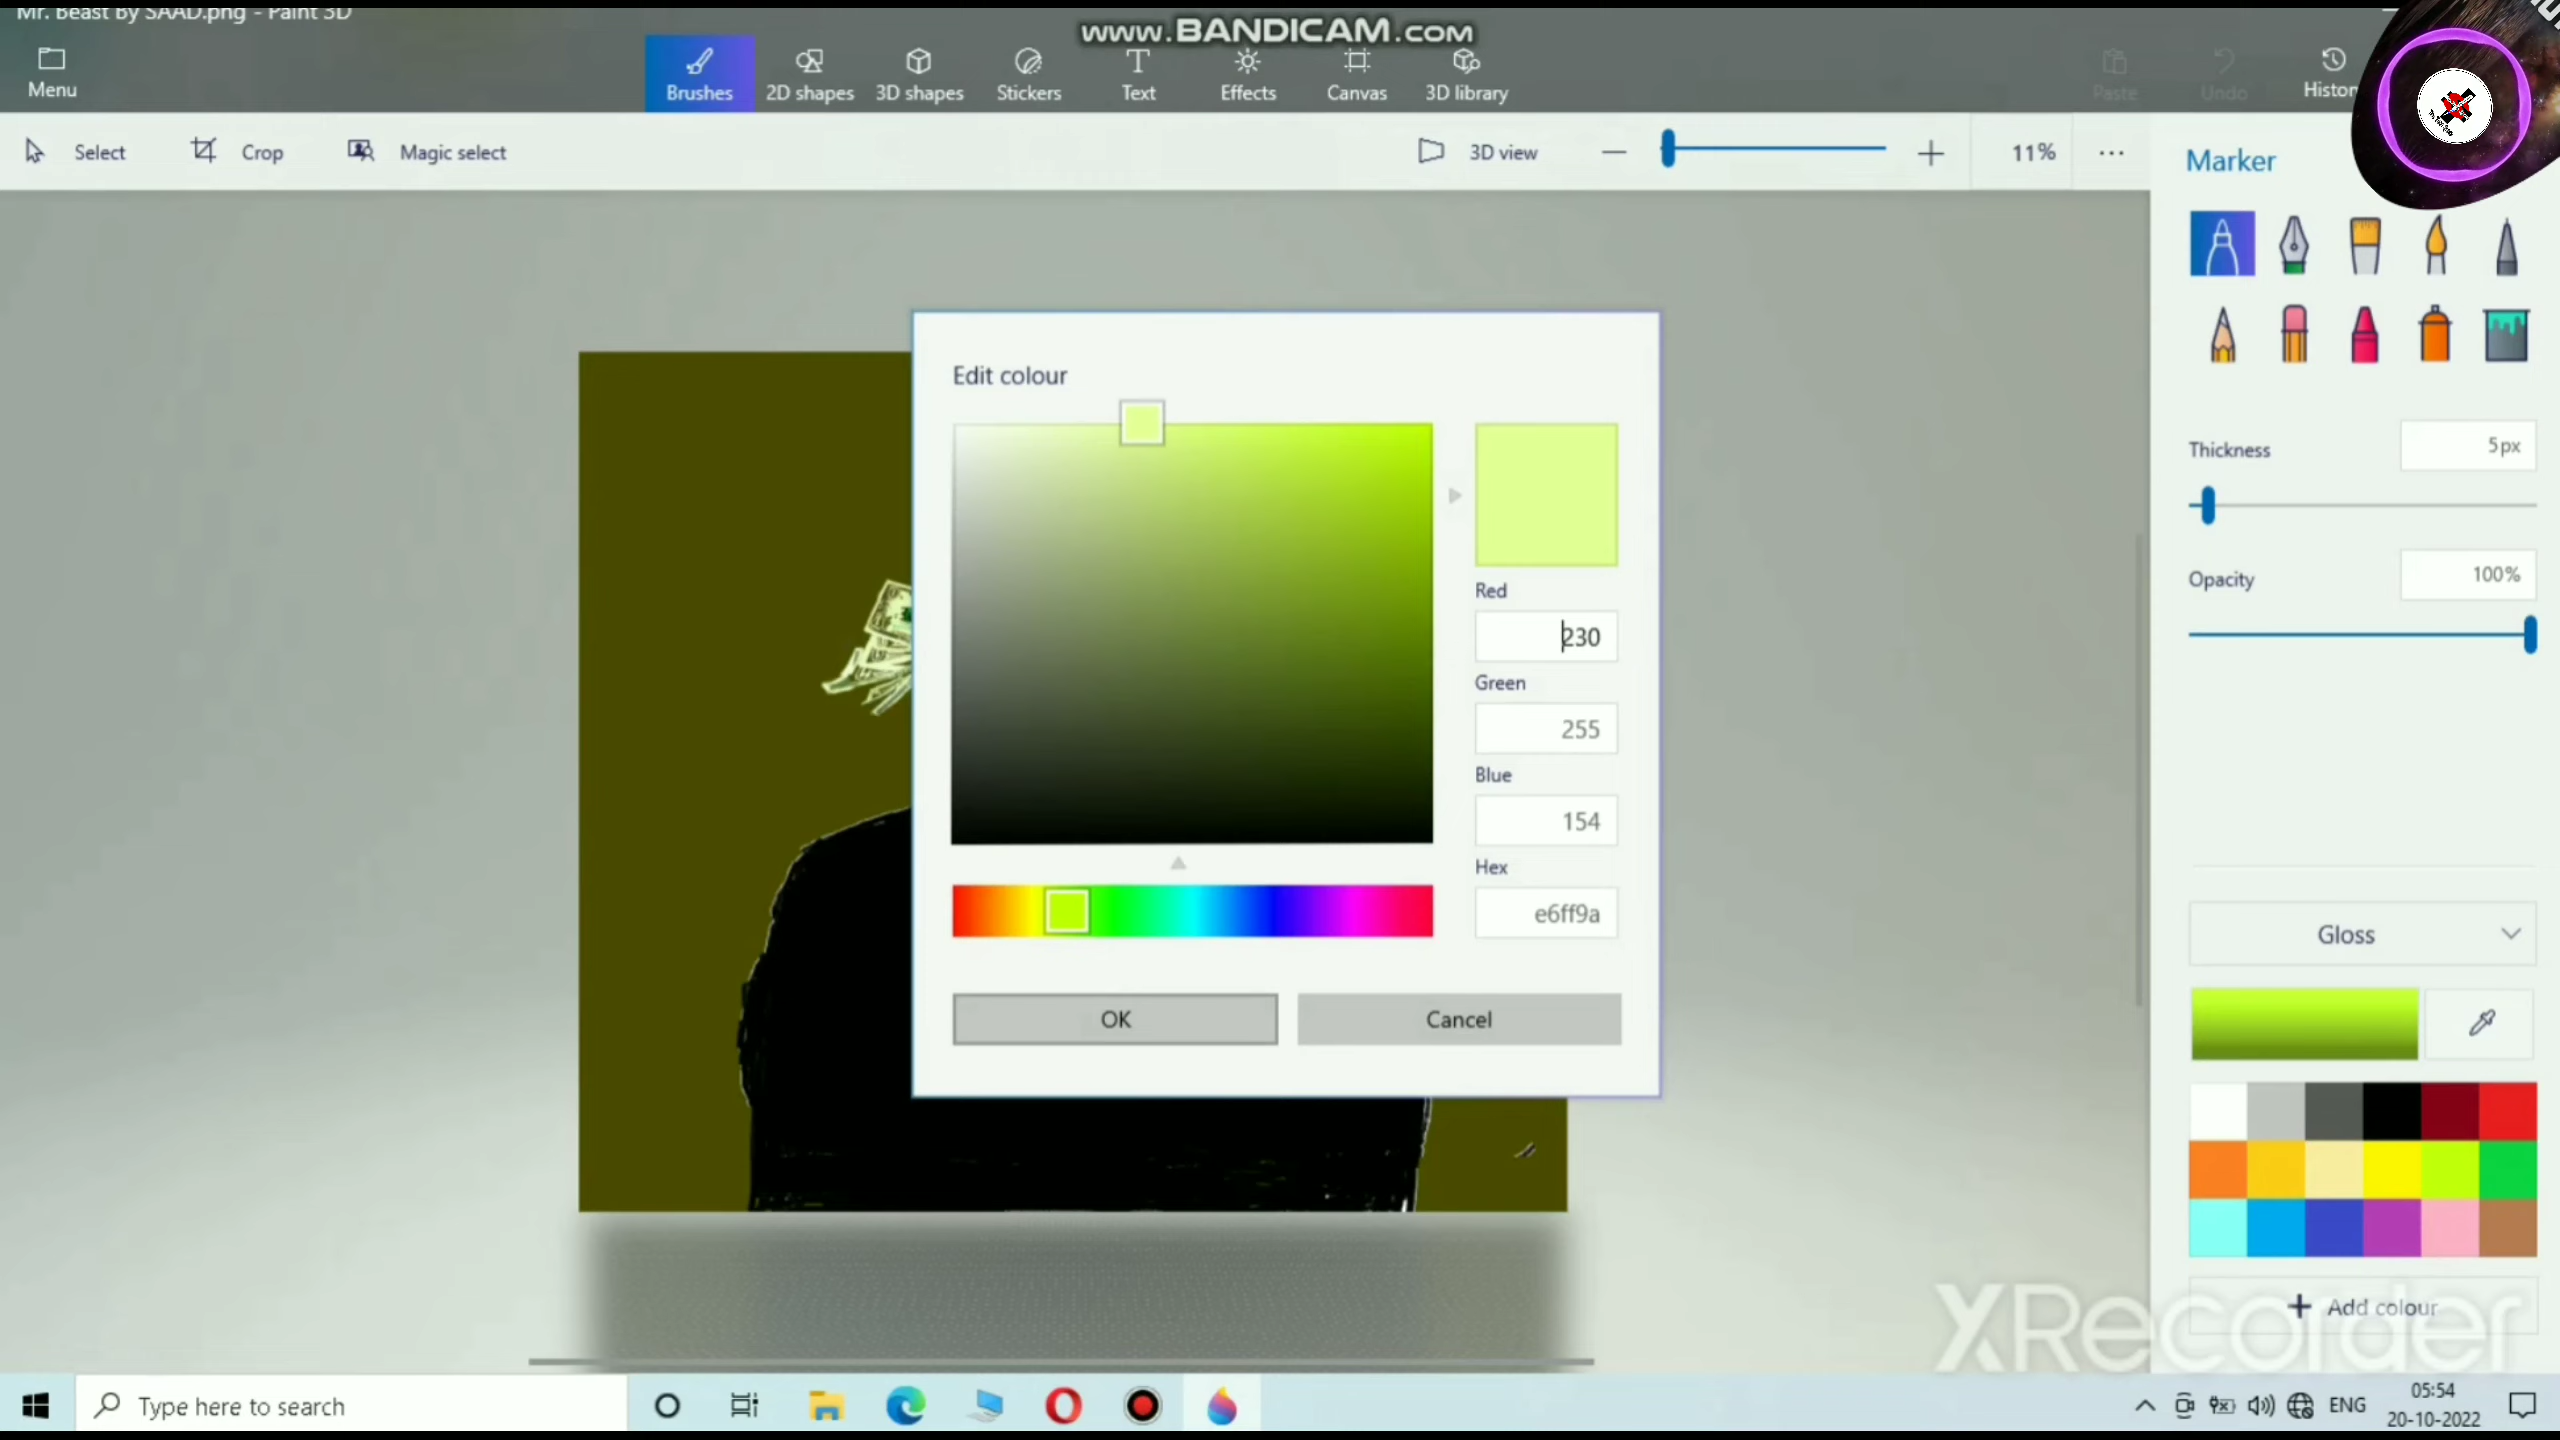 Mr. Beast By SAAD.png - Paint 3D
www.BANDICAM.com
Menu
Brushes
2D shapes
3D shapes
Stickers
Text
Effects
Canvas
3D library
Paste
Undo
Histor
Select
Crop
Magic select
3D view
11%
Marker
Edit colour
Thickness
5px
Opacity
100%
Red
230
Green
255
Blue
154
Hex
e6ff9a
OK
Cancel
Gloss
Add colour
XRecorder
Type here to search
ENG
05:54
20-10-2022